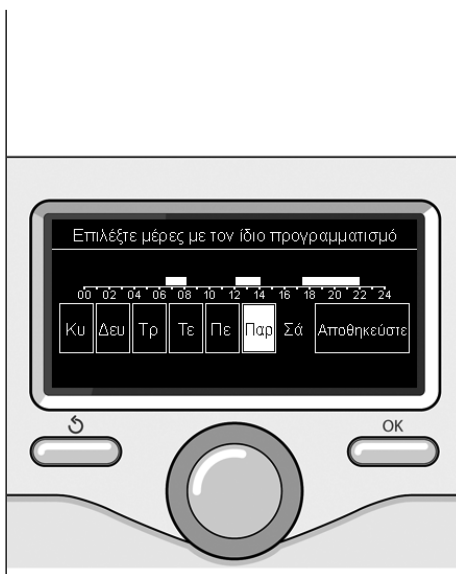 Επιλέξτε μέρες με τον ίδιο προγραμματισμό
00 02 04 06 08 10 12 14 16 18 20 22 24
Κυ Δευ Τρ Τε Πε Παρ Σά Αποθηκεύστε
OK